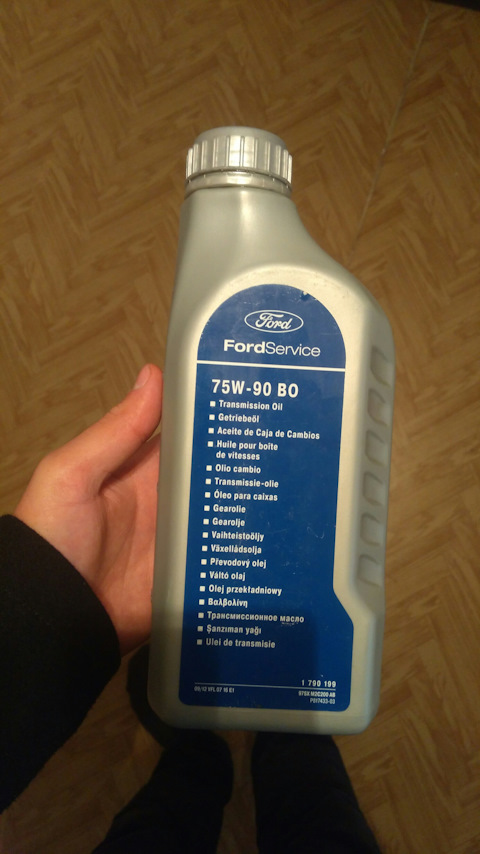 Ford
FordService
75W-90 BO
Transmission Oil
Getriebeöl
Aceite de Caja de Cambios
Huile pour boîte
de vitesses
Olio cambio
Transmissie-olie
Óleo para caixas
Gearolie
Gearolje
Vaihteistoöljy
Växellådsolja
Převodový olej
Váltó olaj
Olej przekładniowy
Βαλβολίνη
Трансмиссионное масло
Şanzıman yağı
Ulei de transmisie
1 790 199